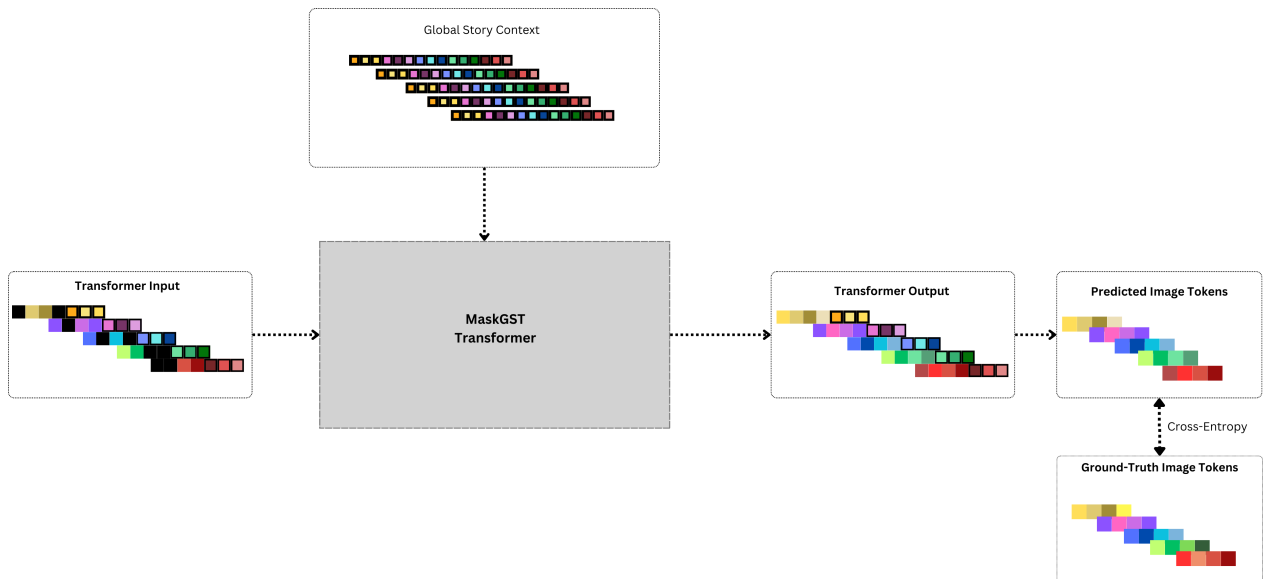 Global Story Context
Transformer Input
MaskGST
Transformer
Transformer Output
Predicted Image Tokens
Cross-Entropy
Ground-Truth Image Tokens